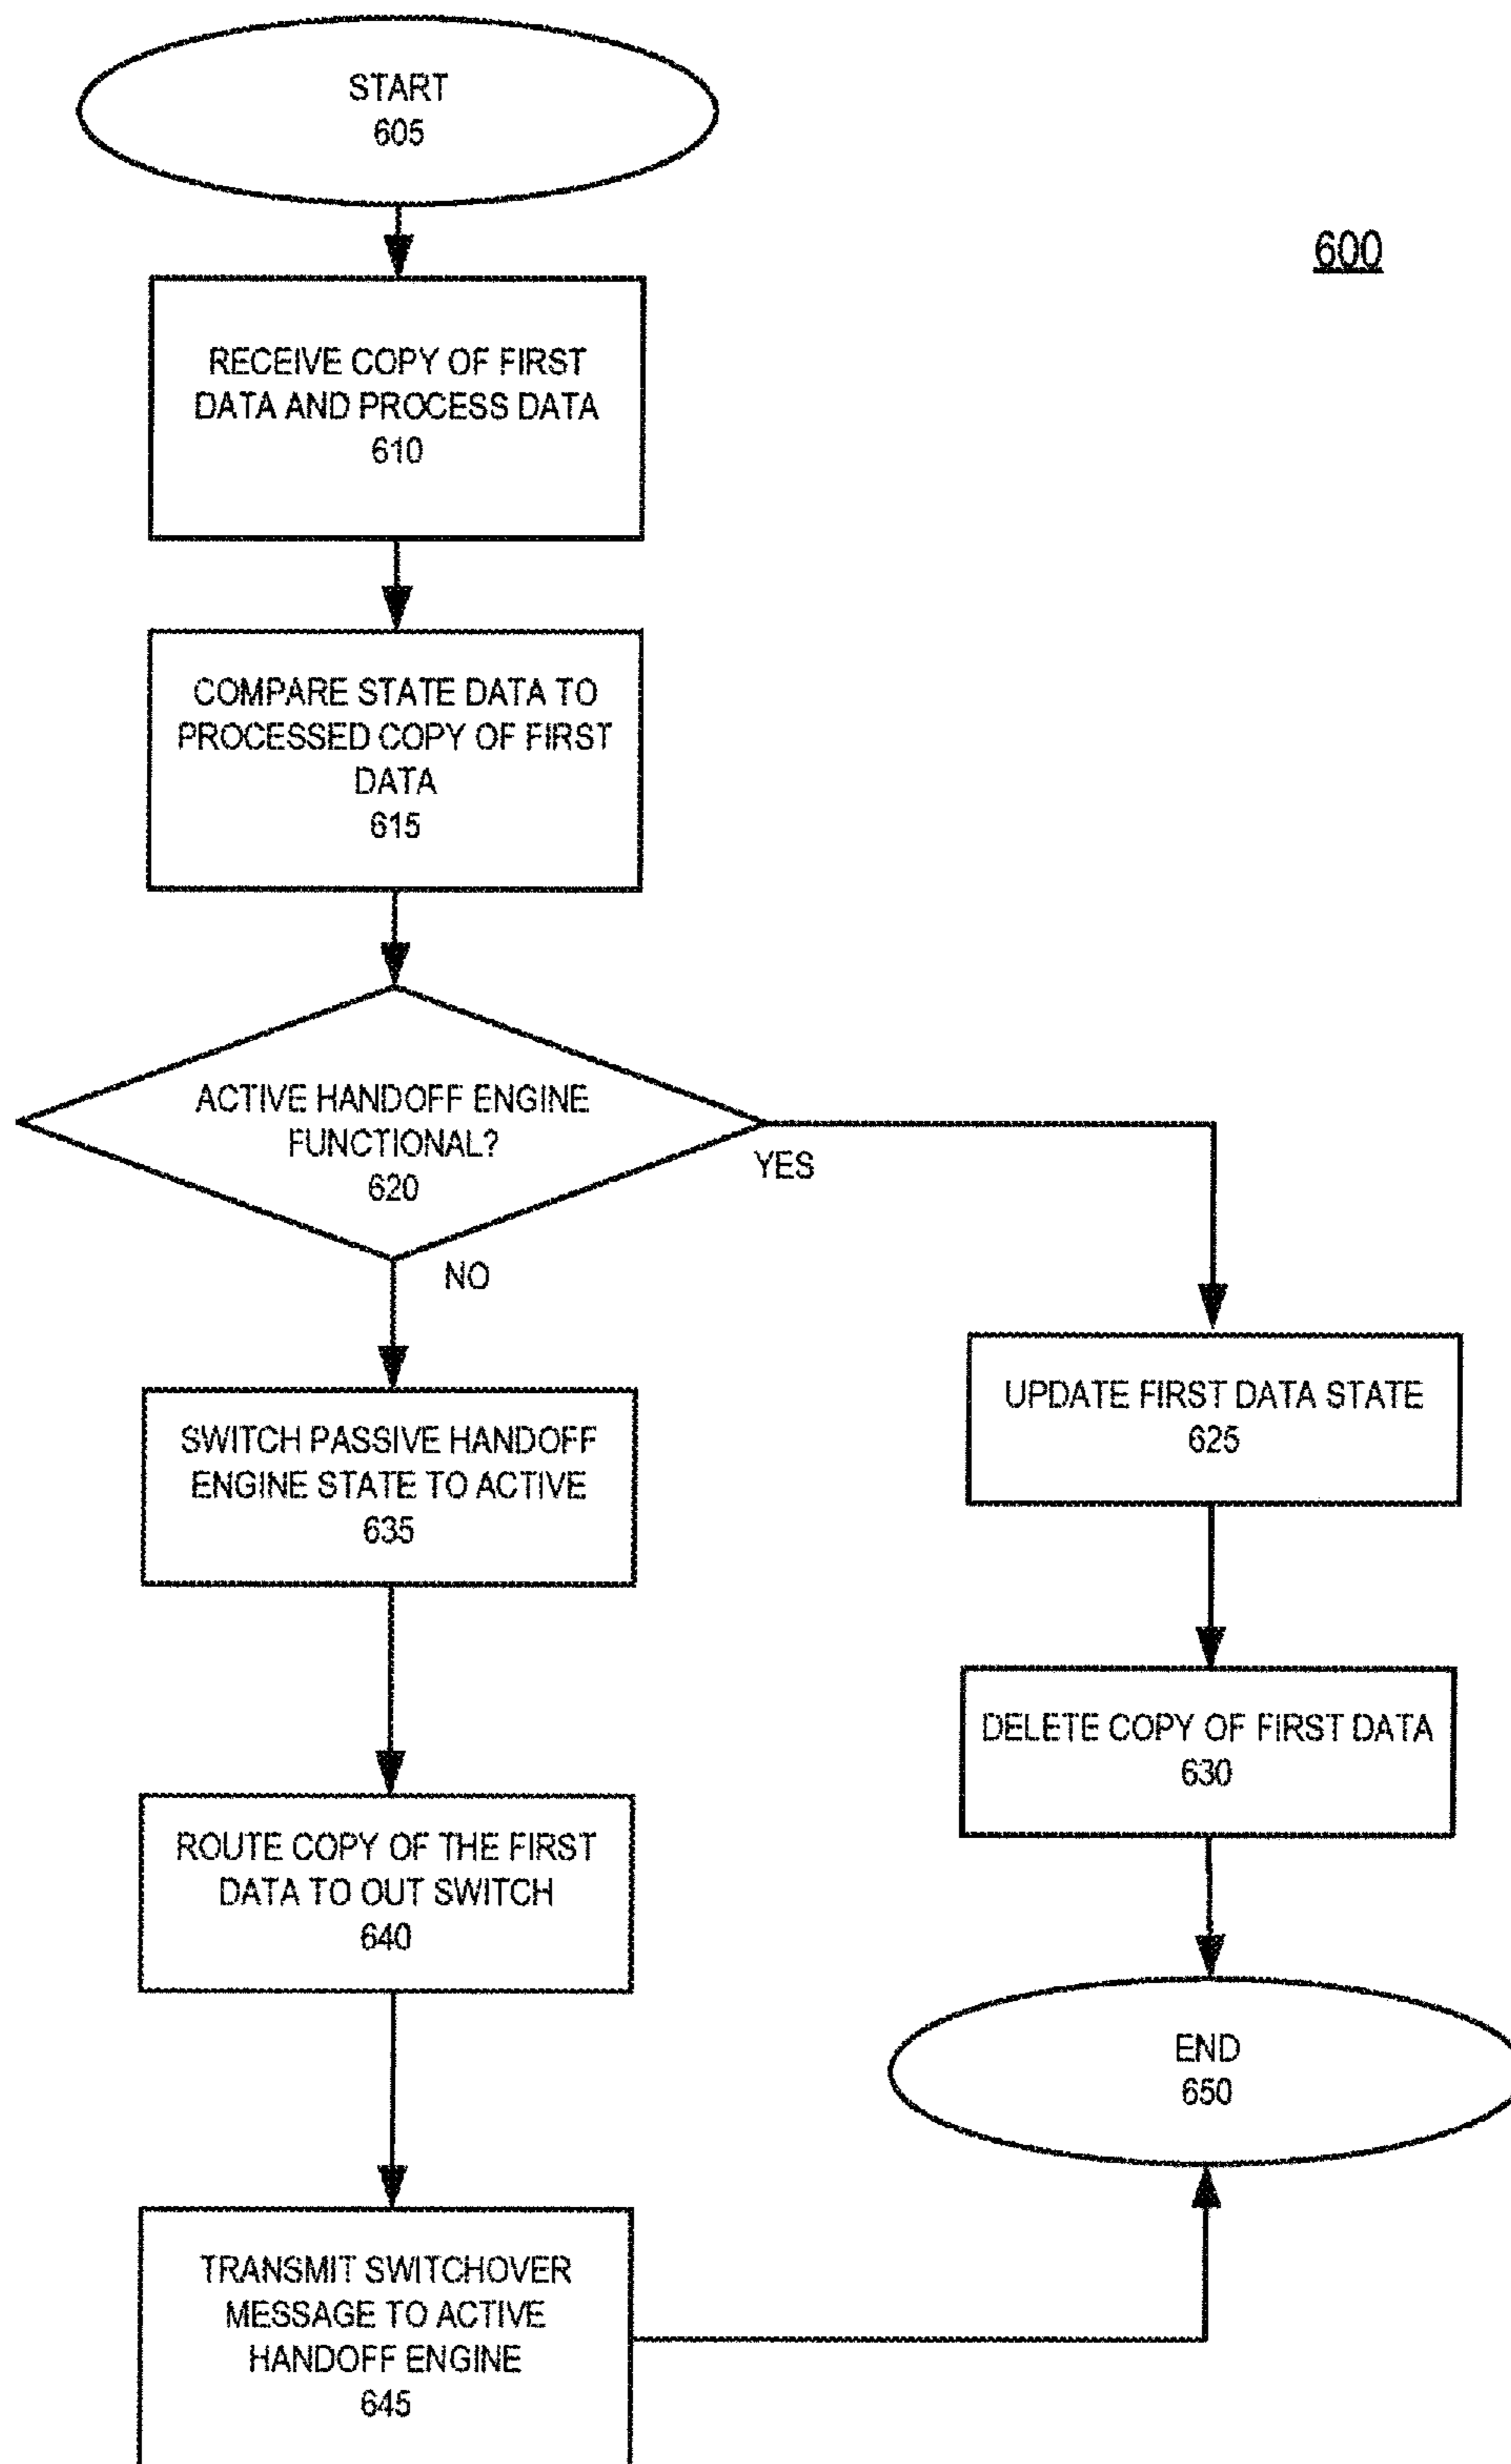 START
605
600
RECEIVE COPY OF FIRST
DATA AND PROCESS DATA
610
COMPARE STATE DATA TO
PROCESSED COPY OF FIRST
DATA
615
ACTIVE HANDOFF ENGINE
FUNCTIONAL?
620
YES
NO
UPDATE FIRST DATA STATE
625
SWITCH PASSIVE HANDOFF
ENGINE STATE TO ACTIVE
635
DELETE COPY OF FIRST DATA
630
ROUTE COPY OF THE FIRST
DATA TO OUT SWITCH
640
END
650
TRANSMIT SWITCHOVER
MESSAGE TO ACTIVE
HANDOFF ENGINE
645